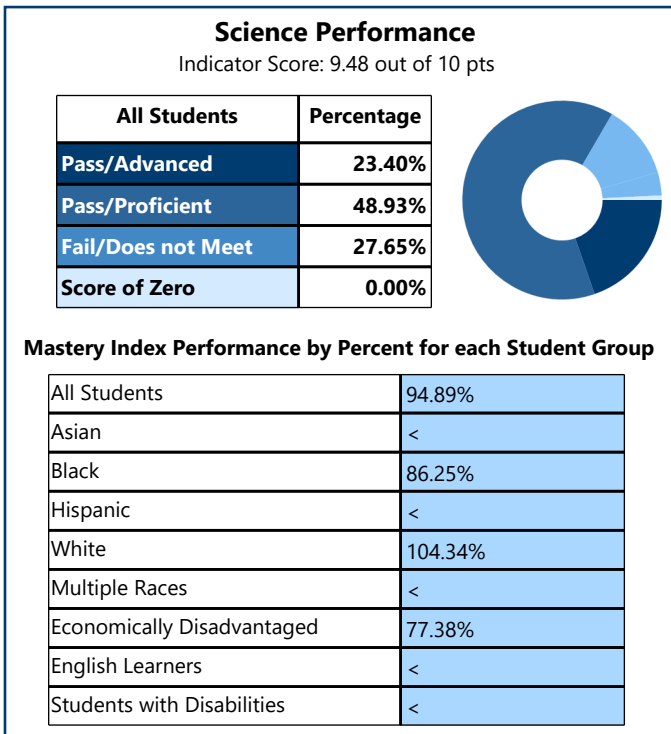 Science Performance
Indicator Score: 9.48 out of 10 pts
All Students Percentage
Pass/Advanced 23.40%
Pass/Proficient 48.93%
Fail/Does not Meet 27.65%
Score of Zero 0.00%
Mastery Index Performance by Percent for each Student Group
All Students 94.89%
Asian <
Black 86.25%
Hispanic <
White 104.34%
Multiple Races <
Economically Disadvantaged 77.38%
English Learners <
Students with Disabilities <